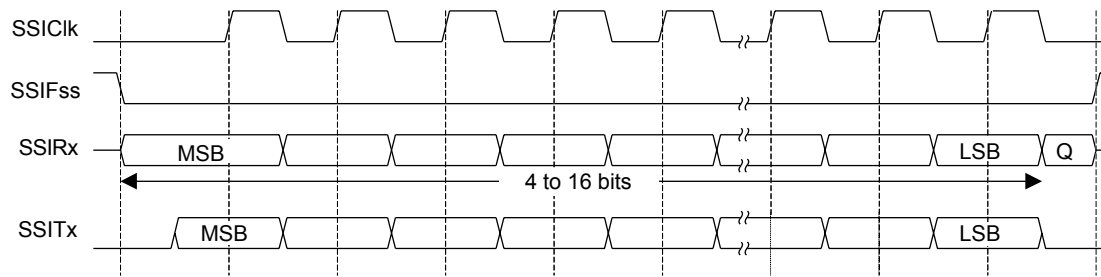 SSIClk
SSIFss
SSIRx MSB LSB Q
4 to 16 bits
SSITx MSB LSB